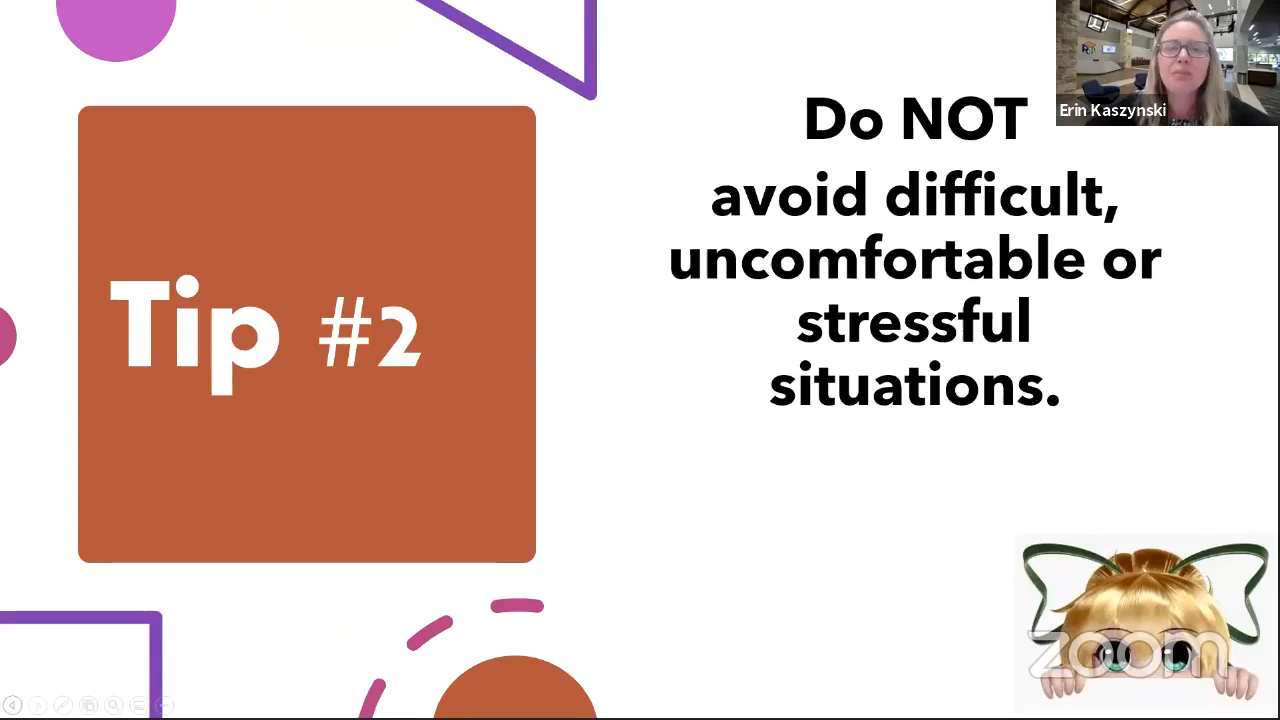 Tip #2
Do NOT
avoid difficult,
uncomfortable or
stressful
situations.
Erin Kaszynski
zoom